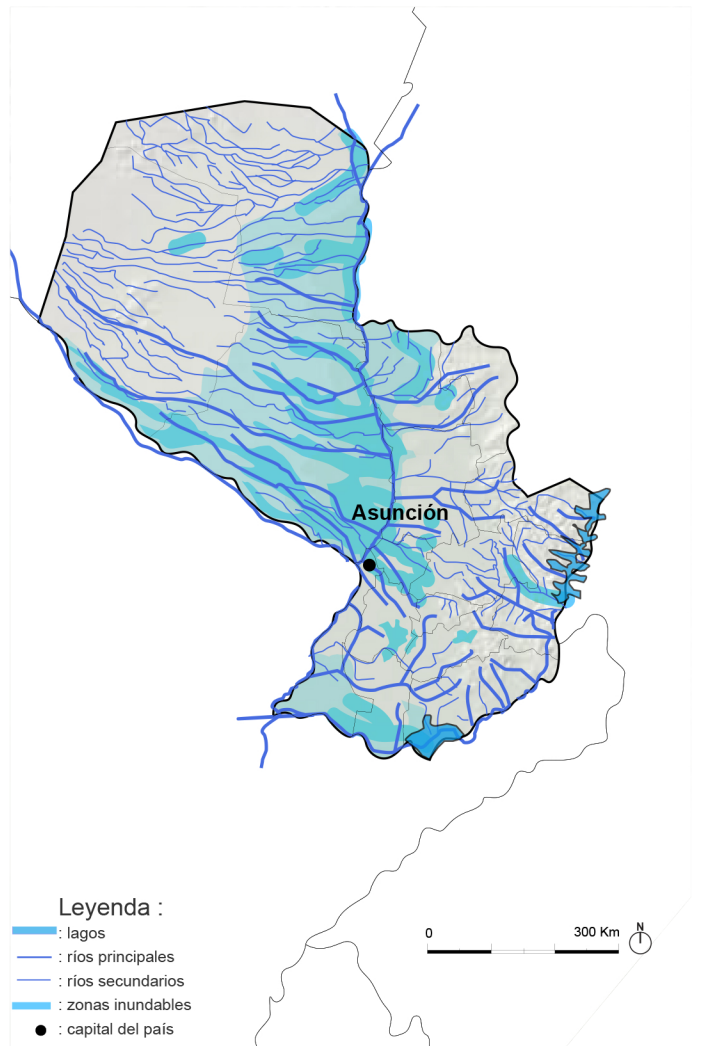 Asunción
Leyenda :
: lagos
: ríos principales
: ríos secundarios
: zonas inundables
: capital del país
0 300 Km N